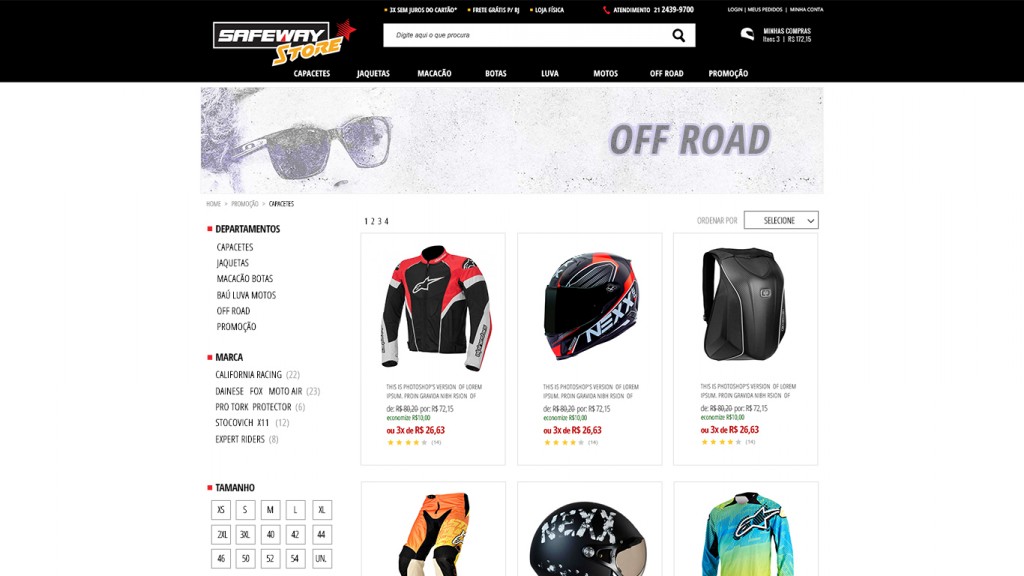 3X SEM JUROS DO CARTÃO*
FRETE GRÁTIS P/ RJ
LOJA FÍSICA
ATENDIMENTO 21 2439-9700
LOGIN | MEUS PEDIDOS | MINHA CONTA
SAFEWAY
STORE
Digite aqui o que procura
MINHAS COMPRAS
Itens 3 | R$ 172,15
CAPACETES JAQUETAS MACACÃO BOTAS LUVA MOTOS OFF ROAD PROMOÇÃO
OFF ROAD
HOME > PROMOÇÃO > CAPACETES
1 2 3 4
ORDENAR POR
SELECIONE
DEPARTAMENTOS
CAPACETES
JAQUETAS
MACACÃO BOTAS
BAÚ LUVA MOTOS
OFF ROAD
PROMOÇÃO
MARCA
CALIFORNIA RACING (22)
DAINESE FOX MOTO AIR (23)
PRO TORK PROTECTOR (6)
STOCOVICH X11 (12)
EXPERT RIDERS (8)
TAMANHO
XS S M L XL
2XL 3XL 40 42 44
46 50 52 54 UN.
alpinestars
THIS IS PHOTOSHOP'S VERSION OF LOREM
IPSUM. PROIN GRAVIDA NIBH RSION OF
de: R$ 80,20 por: R$ 72,15
economize R$10,00
ou 3x de R$ 26,63
(14)
NEXX
THIS IS PHOTOSHOP'S VERSION OF LOREM
IPSUM. PROIN GRAVIDA NIBH RSION OF
de: R$ 80,20 por: R$ 72,15
economize R$10,00
ou 3x de R$ 26,63
(14)
THIS IS PHOTOSHOP'S VERSION OF LOREM
IPSUM. PROIN GRAVIDA NIBH RSION OF
de: R$ 80,20 por: R$ 72,15
economize R$10,00
ou 3x de R$ 26,63
(14)